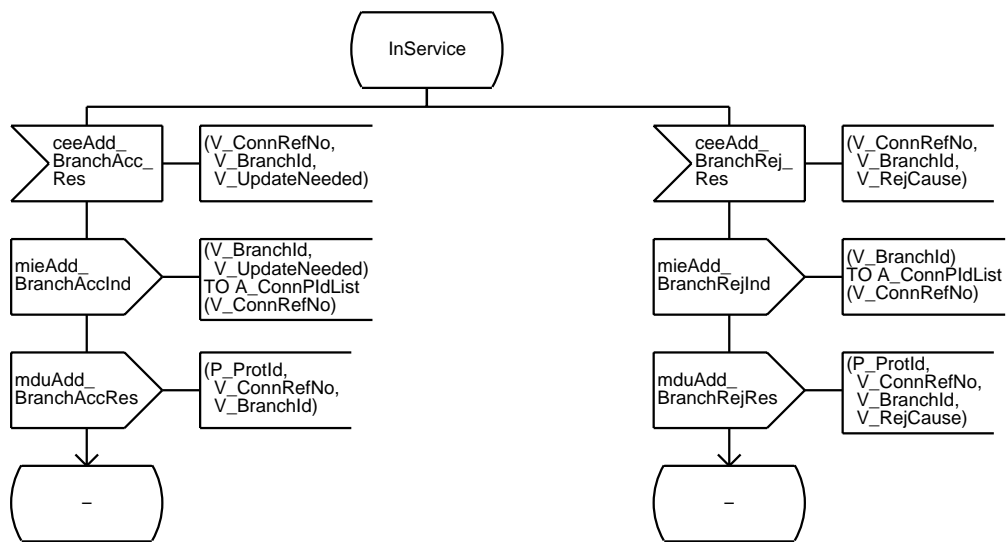 InService
ceeAdd_
BranchAcc_
Res
(V_ConnRefNo,
V_BranchId,
V_UpdateNeeded)
mieAdd_
BranchAccInd
(V_BranchId,
V_UpdateNeeded)
TO A_ConnPIdList
(V_ConnRefNo)
mduAdd_
BranchAccRes
(P_ProtId,
V_ConnRefNo,
V_BranchId)
–
ceeAdd_
BranchRej_
Res
(V_ConnRefNo,
V_BranchId,
V_RejCause)
mieAdd_
BranchRejInd
(V_BranchId)
TO A_ConnPIdList
(V_ConnRefNo)
mduAdd_
BranchRejRes
(P_ProtId,
V_ConnRefNo,
V_BranchId,
V_RejCause)
–